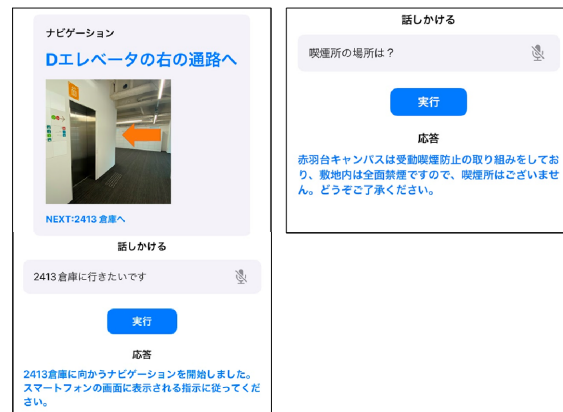 ナビゲーション
Dエレベータの右の通路へ
NEXT:2413 倉庫へ
話しかける
2413 倉庫に行きたいです
実行
応答
2413倉庫に向かうナビゲーションを開始しました。
スマートフォンの画面に表示される指示に従ってくだ
さい。
話しかける
喫煙所の場所は？
実行
応答
赤羽台キャンパスは受動喫煙防止の取り組みをしてお
り、敷地内は全面禁煙ですので、喫煙所はございませ
ん。どうぞご了承ください。